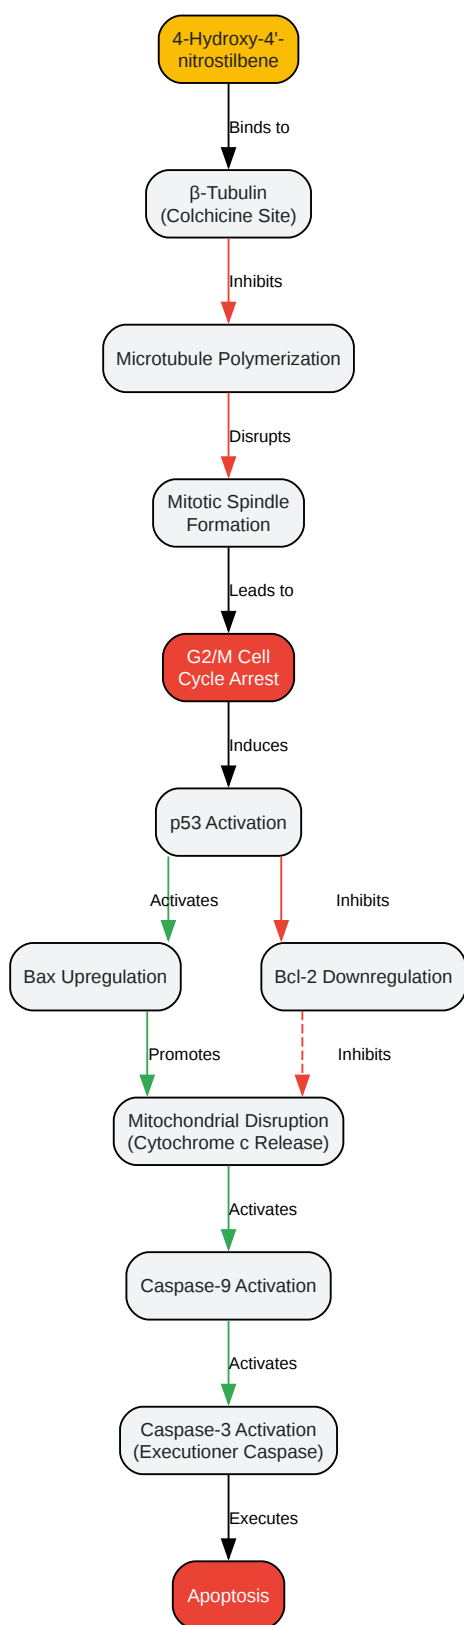 4-Hydroxy-4'-
nitrostilbene
Binds to
β-Tubulin
(Colchicine Site)
Inhibits
Microtubule Polymerization
Disrupts
Mitotic Spindle
Formation
Leads to
G2/M Cell
Cycle Arrest
Induces
p53 Activation
Activates
Inhibits
Bax Upregulation
Bcl-2 Downregulation
Promotes
Inhibits
Mitochondrial Disruption
(Cytochrome c Release)
Activates
Caspase-9 Activation
Activates
Caspase-3 Activation
(Executioner Caspase)
Executes
Apoptosis